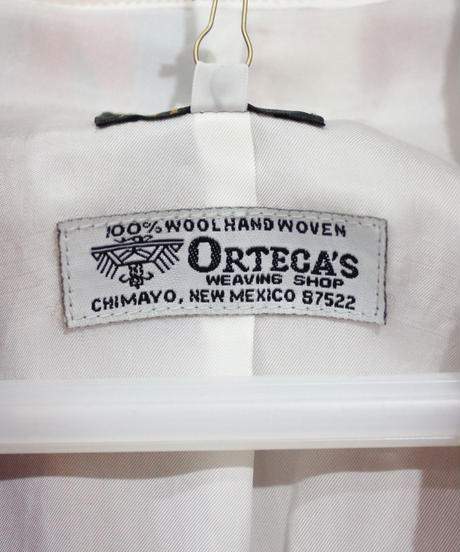 100% WOOL HAND WOVEN
ORTEGA'S
WEAVING SHOP
CHIMAYO, NEW MEXICO 87522